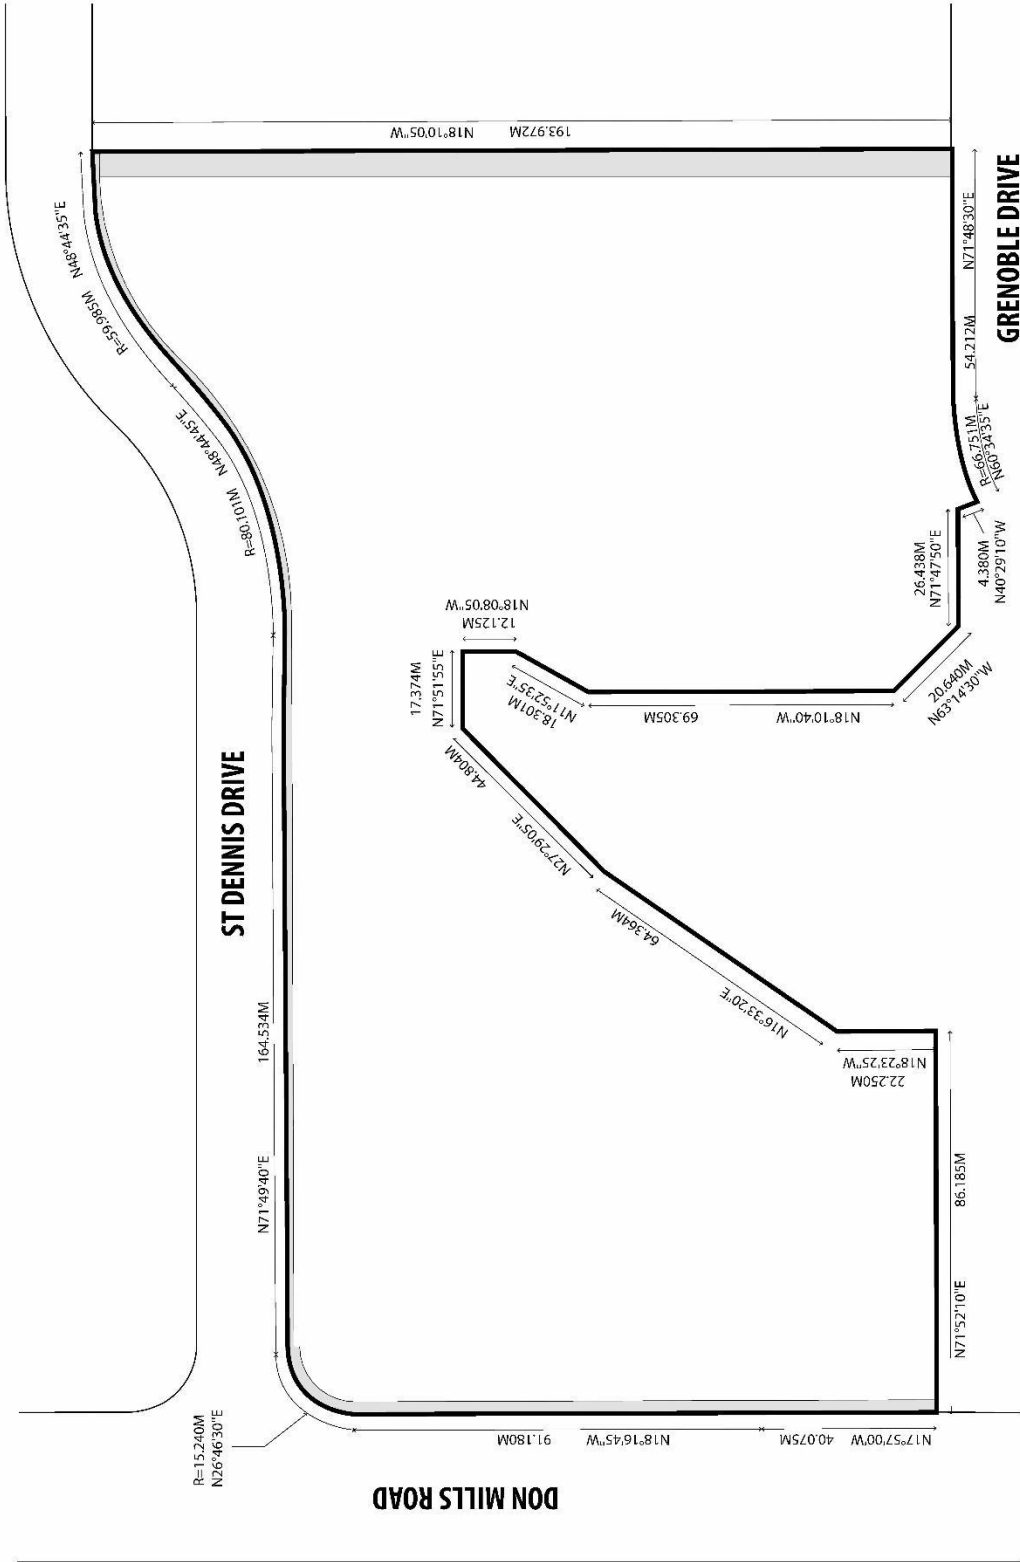 193.972M
N18°10'05"W
N48°44'35"E
R=59.985M
N48°44'45"E
R=80.101M
GRENOBLE DRIVE
N71°48'30"E
54.212M
R=66.751M
N60°34'35"E
4.380M
N40°29'10"W
26.438M
N71°47'50"E
20.640M
N63°14'30"W
12.125M
N18°08'05"W
17.374M
N71°51'55"E
18.301M
N11°52'35"E
69.305M
N18°10'40"W
44.804M
N27°29'05"E
64.364M
N16°33'20"E
22.250M
N18°23'25"W
ST DENNIS DRIVE
164.534M
N71°49'40"E
86.185M
N71°52'10"E
R=15.240M
N26°46'30"E
91.180M
N18°16'45"W
40.075M
N17°57'00"W
DON MILLS ROAD